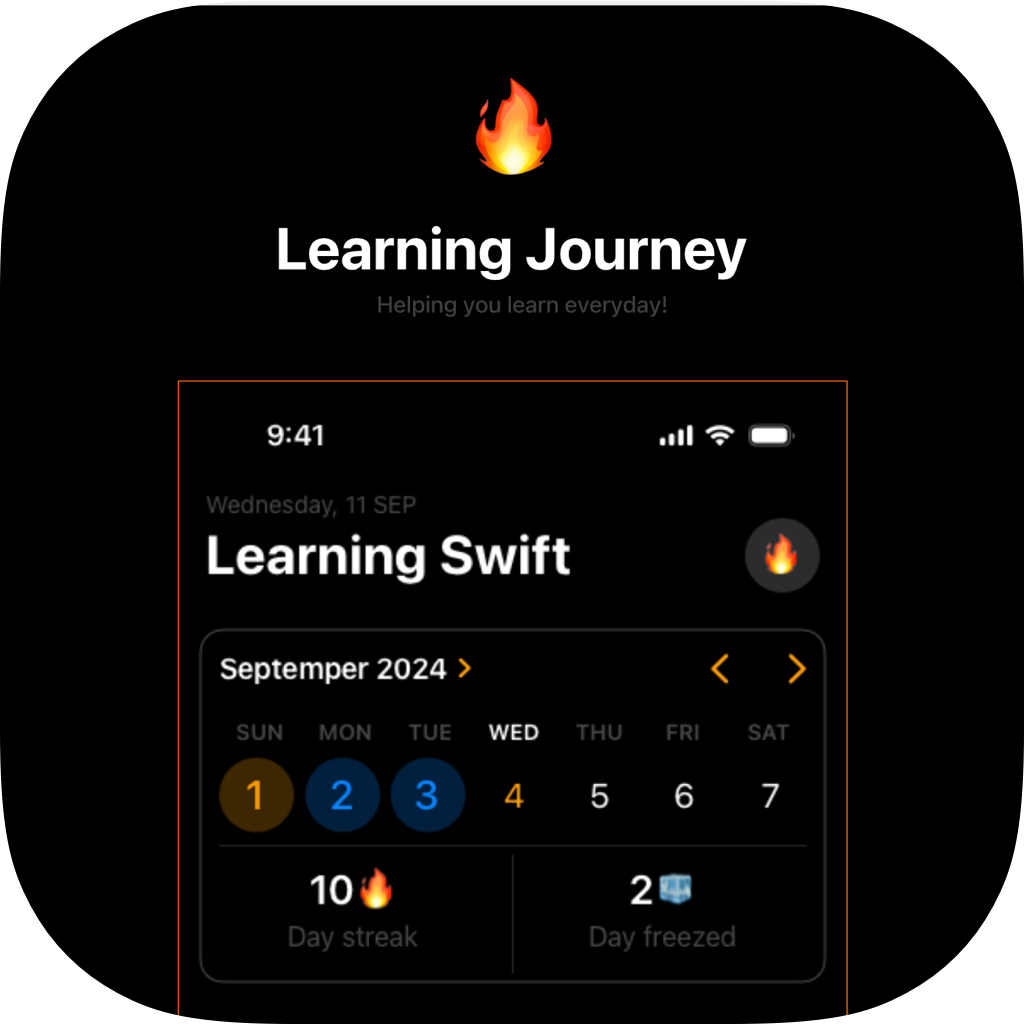 Learning Journey
Helping you learn everyday!
9:41
Wednesday, 11 SEP
Learning Swift
Septemper 2024
SUN MON TUE WED THU FRI SAT
1 2 3 4 5 6 7
10 2
Day streak Day freezed